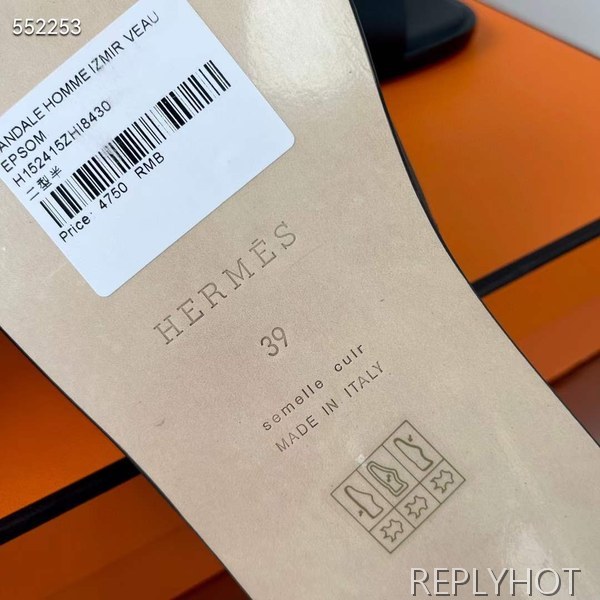 552253
ANDALE HOMME IZMIR VEAU
EPSOM
H152415ZHI8430
二型半
Price: 4750 RMB
HERMĒS
39
semelle cuir
MADE IN ITALY
REPLYHOT